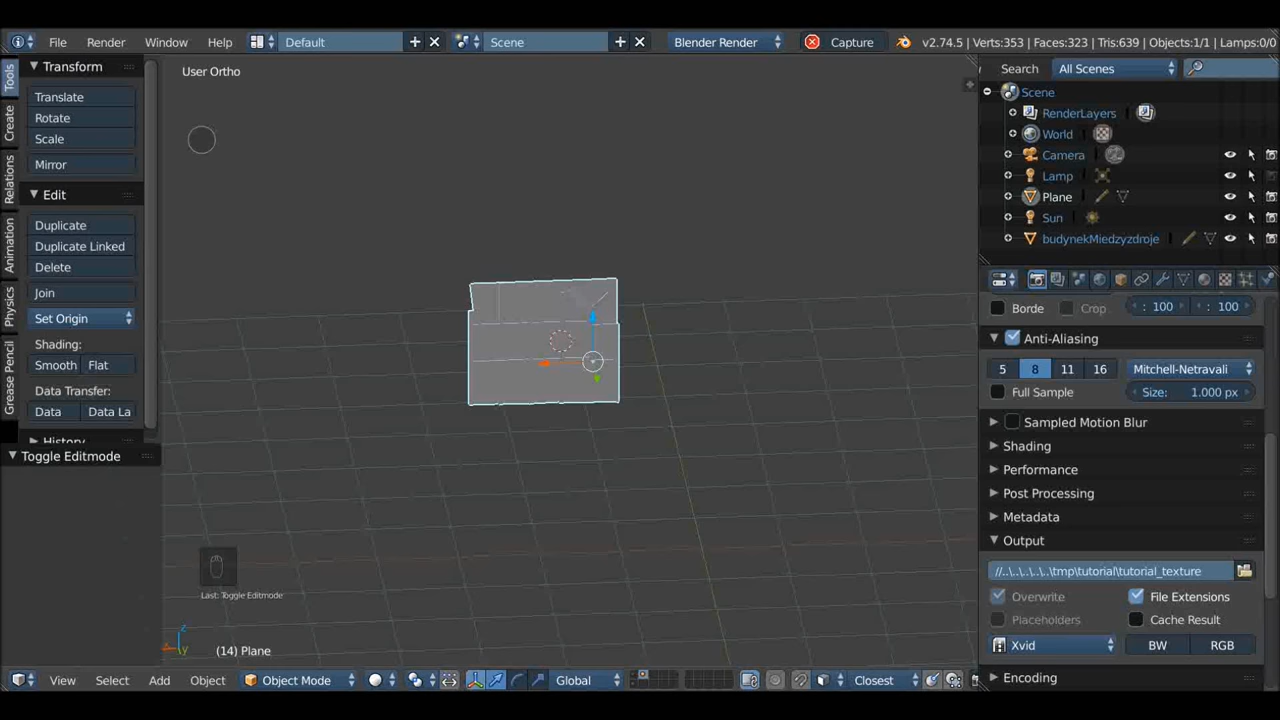 File Render Window Help Default Scene Blender Render Capture v2.74.5 | Verts:353 | Faces:323 | Tris:639 | Objects:1/1 | Lamps:0/0
Tools
Create
Relations
Animation
Physics
Grease Pencil
Transform
Translate
Rotate
Scale
Mirror
Edit
Duplicate
Duplicate Linked
Delete
Join
Set Origin
Shading:
Smooth Flat
Data Transfer:
Data Data La
History
Toggle Editmode
User Ortho
Last: Toggle Editmode
z
y
(14) Plane
View Select Add Object Object Mode Global Closest
Search All Scenes
Scene
RenderLayers
World
Camera
Lamp
Plane
Sun
budynekMiedzyzdroje
Borde Crop : 100 : 100
Anti-Aliasing
5 8 11 16 Mitchell-Netravali
Full Sample Size: 1.000 px
Sampled Motion Blur
Shading
Performance
Post Processing
Metadata
Output
//..\..\..\..\..\tmp\tutorial\tutorial_texture
Overwrite File Extensions
Placeholders Cache Result
Xvid BW RGB
Encoding